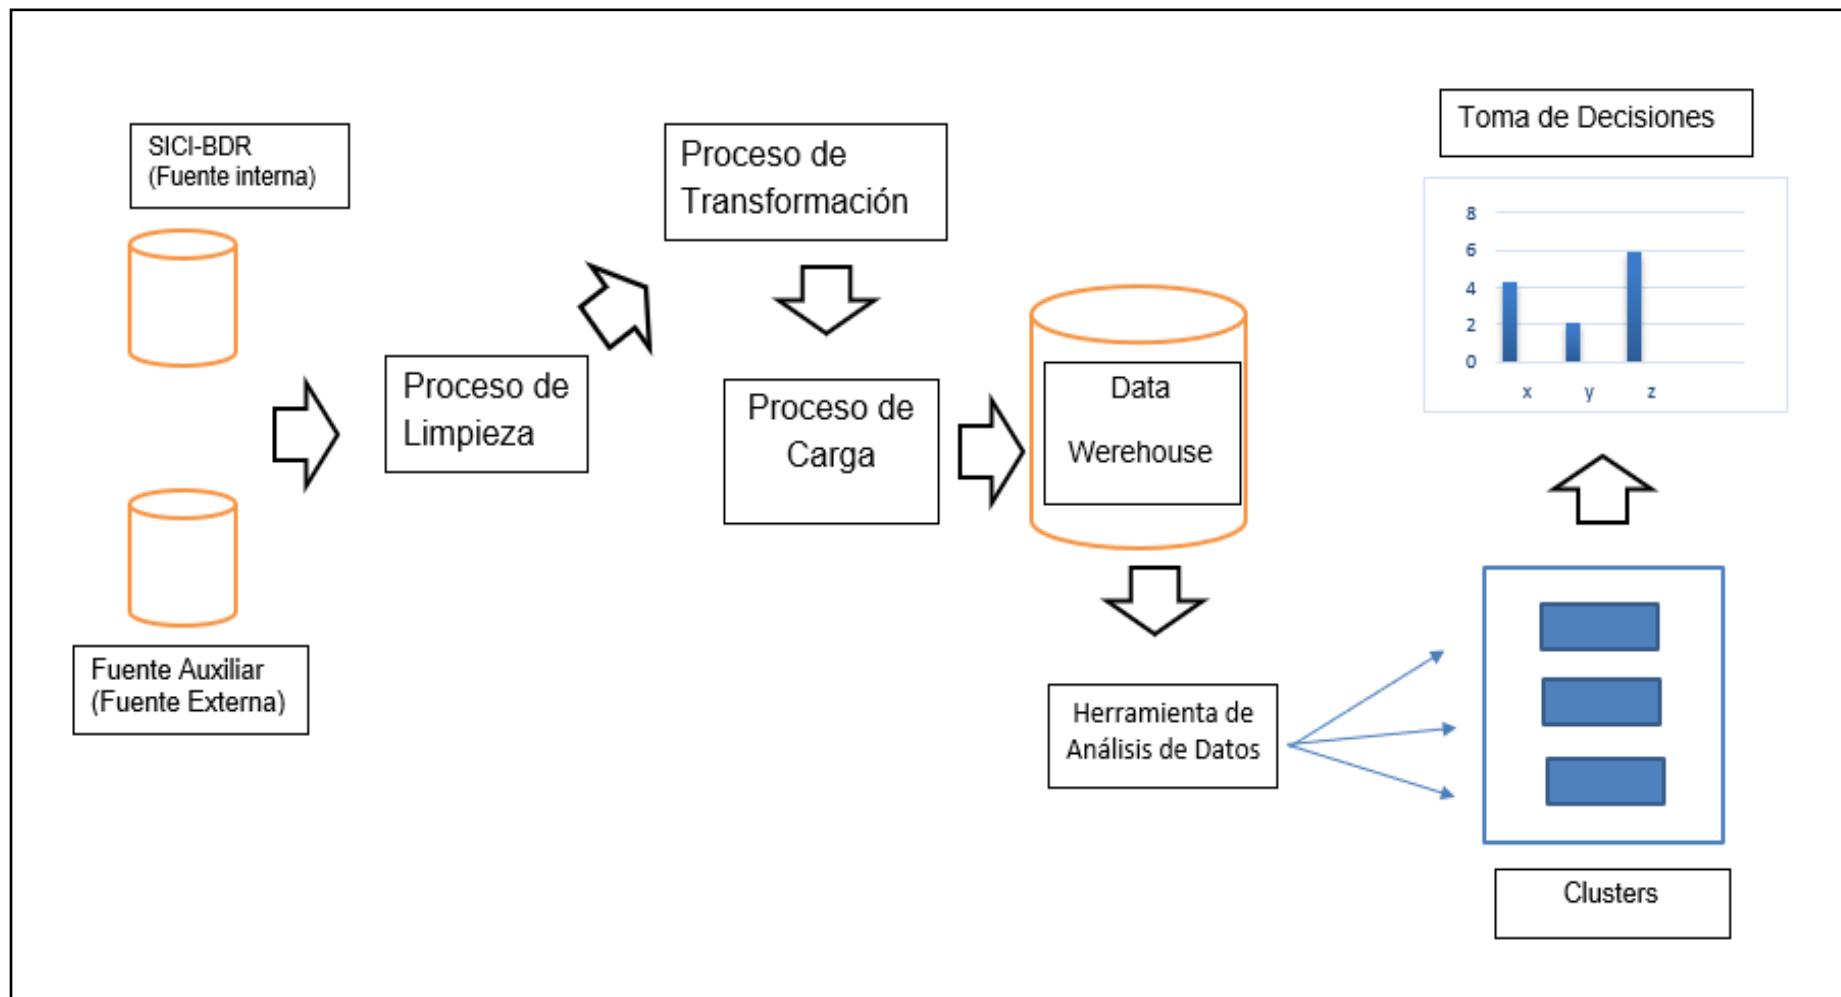 SICI-BDR
(Fuente interna)
Fuente Auxiliar
(Fuente Externa)
Proceso de
Limpieza
Proceso de
Transformación
Proceso de
Carga
Data
Werehouse
Herramienta de
Análisis de Datos
Clusters
Toma de Decisiones
8
6
4
2
0
x y z